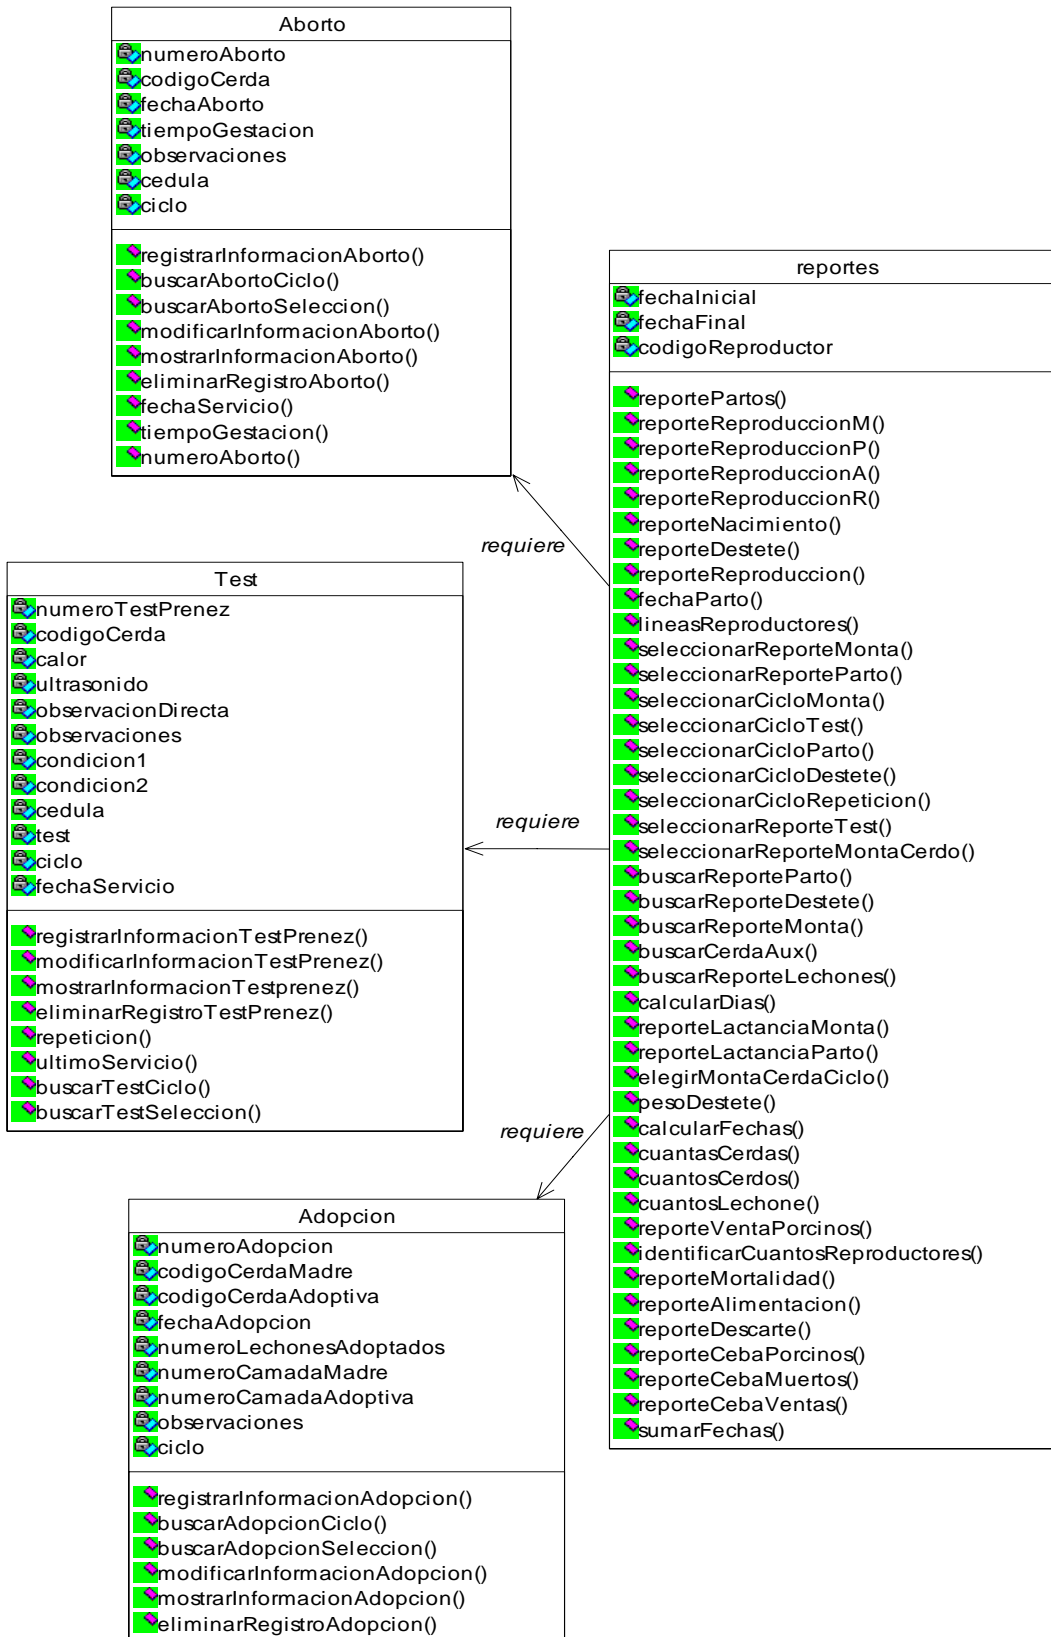 Aborto
numeroAborto
codigoCerda
fechaAborto
tiempoGestacion
observaciones
cedula
ciclo
registrarInformacionAborto()
buscarAbortoCiclo()
buscarAbortoSeleccion()
modificarInformacionAborto()
mostrarInformacionAborto()
eliminarRegistroAborto()
fechaServicio()
tiempoGestacion()
numeroAborto()
requiere
Test
numeroTestPrenez
codigoCerda
calor
ultrasonido
observacionDirecta
observaciones
condicion1
condicion2
cedula
test
ciclo
fechaServicio
registrarInformacionTestPrenez()
modificarInformacionTestPrenez()
mostrarInformacionTestprenez()
eliminarRegistroTestPrenez()
repeticion()
ultimoServicio()
buscarTestCiclo()
buscarTestSeleccion()
requiere
requiere
Adopcion
numeroAdopcion
codigoCerdaMadre
codigoCerdaAdoptiva
fechaAdopcion
numeroLechonesAdoptados
numeroCamadaMadre
numeroCamadaAdoptiva
observaciones
ciclo
registrarInformacionAdopcion()
buscarAdopcionCiclo()
buscarAdopcionSeleccion()
modificarInformacionAdopcion()
mostrarInformacionAdopcion()
eliminarRegistroAdopcion()
reportes
fechaInicial
fechaFinal
codigoReproductor
reportePartos()
reporteReproduccionM()
reporteReproduccionP()
reporteReproduccionA()
reporteReproduccionR()
reporteNacimiento()
reporteDestete()
reporteReproduccion()
fechaParto()
lineasReproductores()
seleccionarReporteMonta()
seleccionarReporteParto()
seleccionarCicloMonta()
seleccionarCicloTest()
seleccionarCicloParto()
seleccionarCicloDestete()
seleccionarCicloRepeticion()
seleccionarReporteTest()
seleccionarReporteMontaCerdo()
buscarReporteParto()
buscarReporteDestete()
buscarReporteMonta()
buscarCerdaAux()
buscarReporteLechones()
calcularDias()
reporteLactanciaMonta()
reporteLactanciaParto()
elegirMontaCerdaCiclo()
pesoDestete()
calcularFechas()
cuantasCerdas()
cuantosCerdos()
cuantosLechone()
reporteVentaPorcinos()
identificarCuantosReproductores()
reporteMortalidad()
reporteAlimentacion()
reporteDescarte()
reporteCebaPorcinos()
reporteCebaMuertos()
reporteCebaVentas()
sumarFechas()